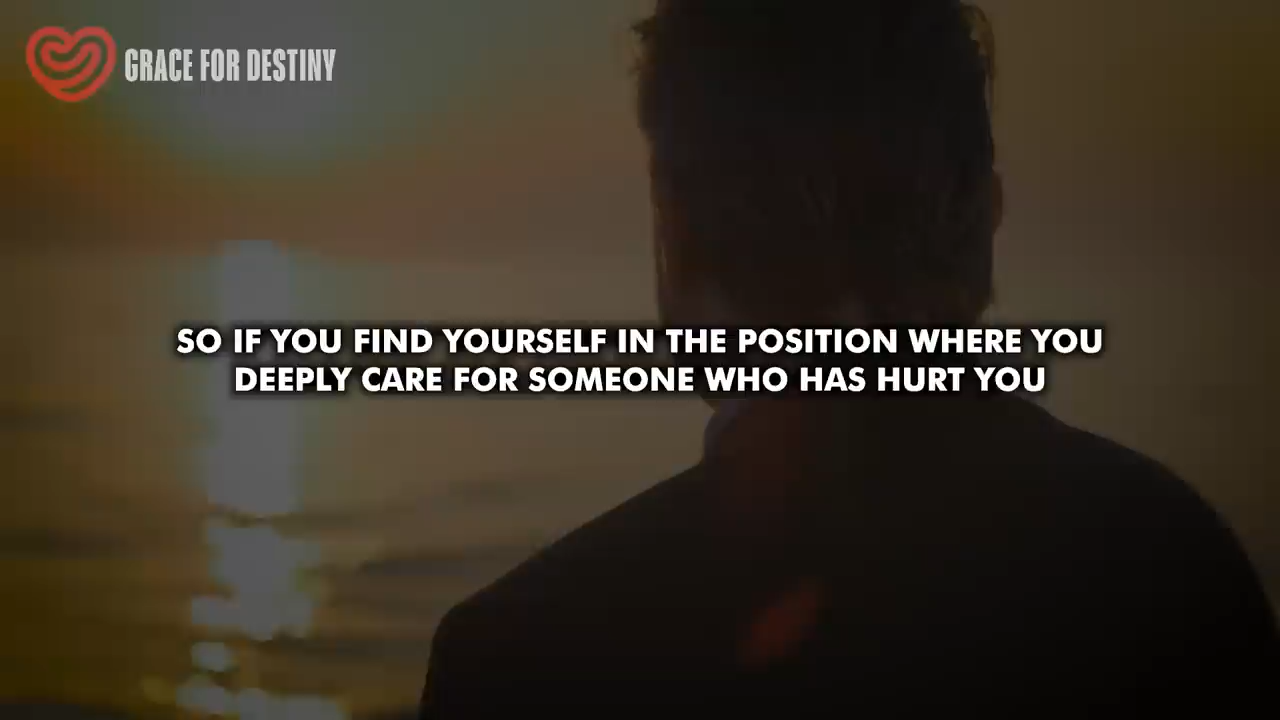 GRACE FOR DESTINY
SO IF YOU FIND YOURSELF IN THE POSITION WHERE YOU
DEEPLY CARE FOR SOMEONE WHO HAS HURT YOU